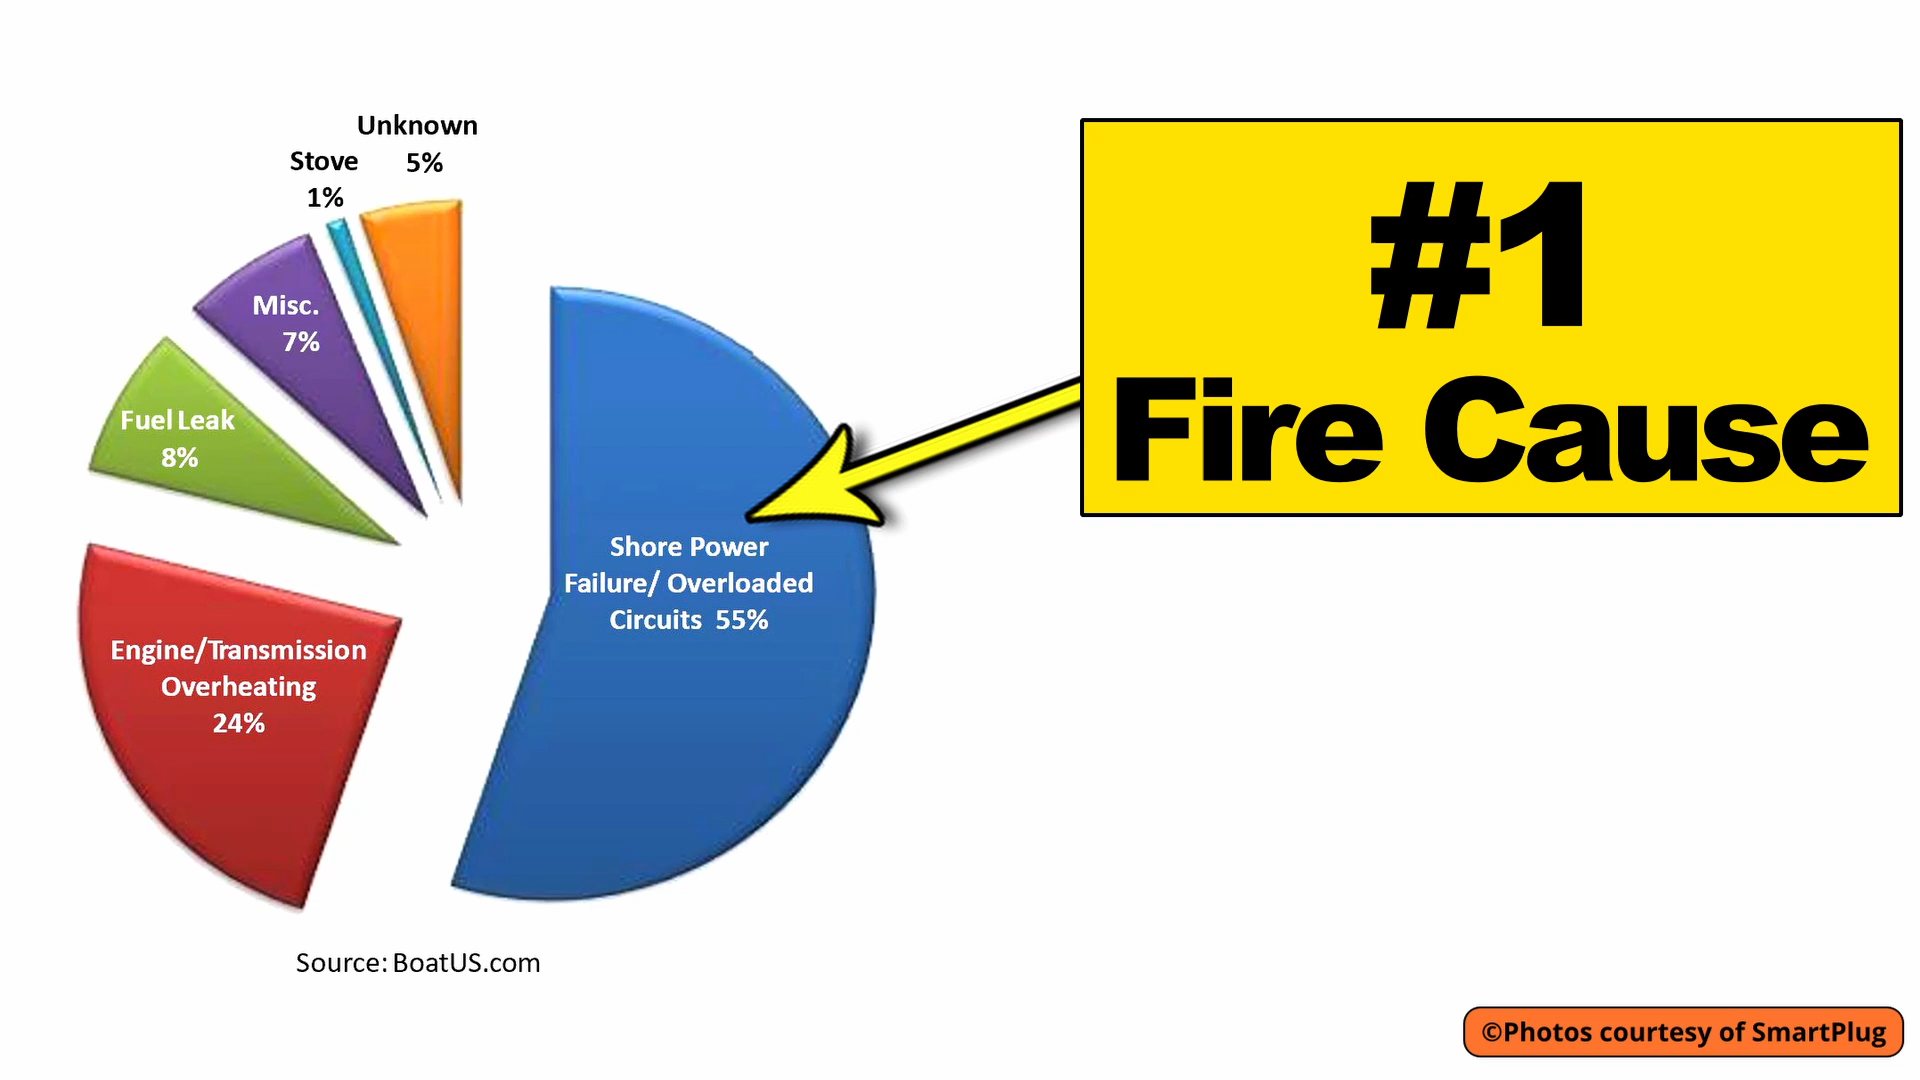 Unknown
5%
Stove
1%
Misc.
7%
Fuel Leak
8%
Engine/Transmission
Overheating
24%
Shore Power
Failure/ Overloaded
Circuits 55%
#1
Fire Cause
Source: BoatUS.com
©Photos courtesy of SmartPlug